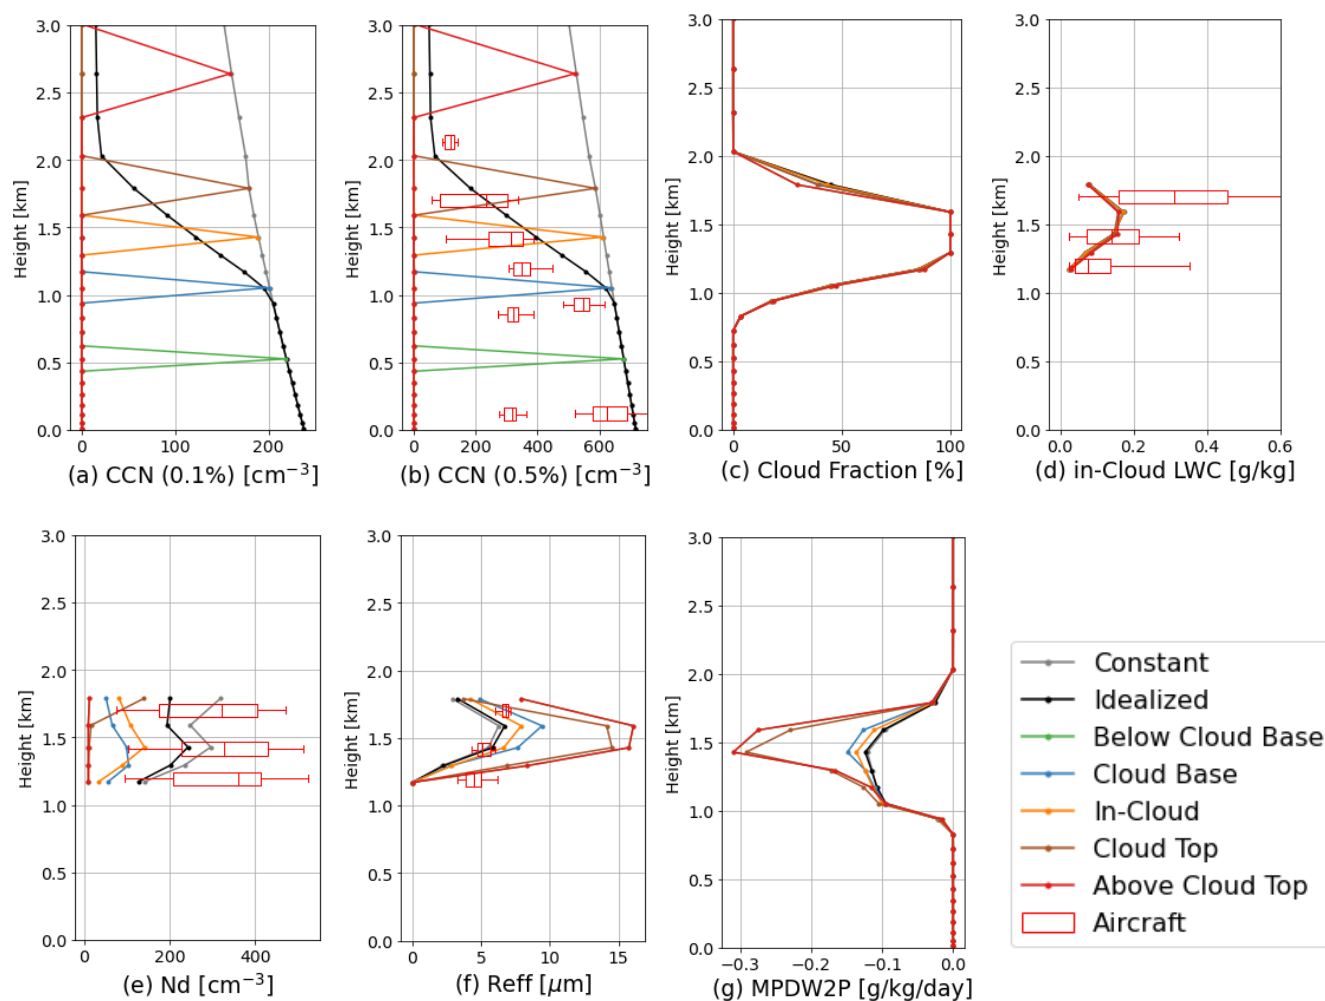 3.0
2.5
2.0
1.5
1.0
0.5
0.0
Height [km]
0 100 200
(a) CCN (0.1%) [cm⁻³]
3.0
2.5
2.0
1.5
1.0
0.5
0.0
Height [km]
0 200 400 600
(b) CCN (0.5%) [cm⁻³]
3.0
2.5
2.0
1.5
1.0
0.5
0.0
Height [km]
0 50 100
(c) Cloud Fraction [%]
3.0
2.5
2.0
1.5
1.0
0.5
0.0
Height [km]
0.0 0.2 0.4 0.6
(d) in-Cloud LWC [g/kg]
3.0
2.5
2.0
1.5
1.0
0.5
0.0
Height [km]
0 200 400
(e) Nd [cm⁻³]
3.0
2.5
2.0
1.5
1.0
0.5
0.0
Height [km]
0 5 10 15
(f) Reff [μm]
3.0
2.5
2.0
1.5
1.0
0.5
0.0
Height [km]
−0.3 −0.2 −0.1 0.0
(g) MPDW2P [g/kg/day]
Constant
Idealized
Below Cloud Base
Cloud Base
In-Cloud
Cloud Top
Above Cloud Top
Aircraft